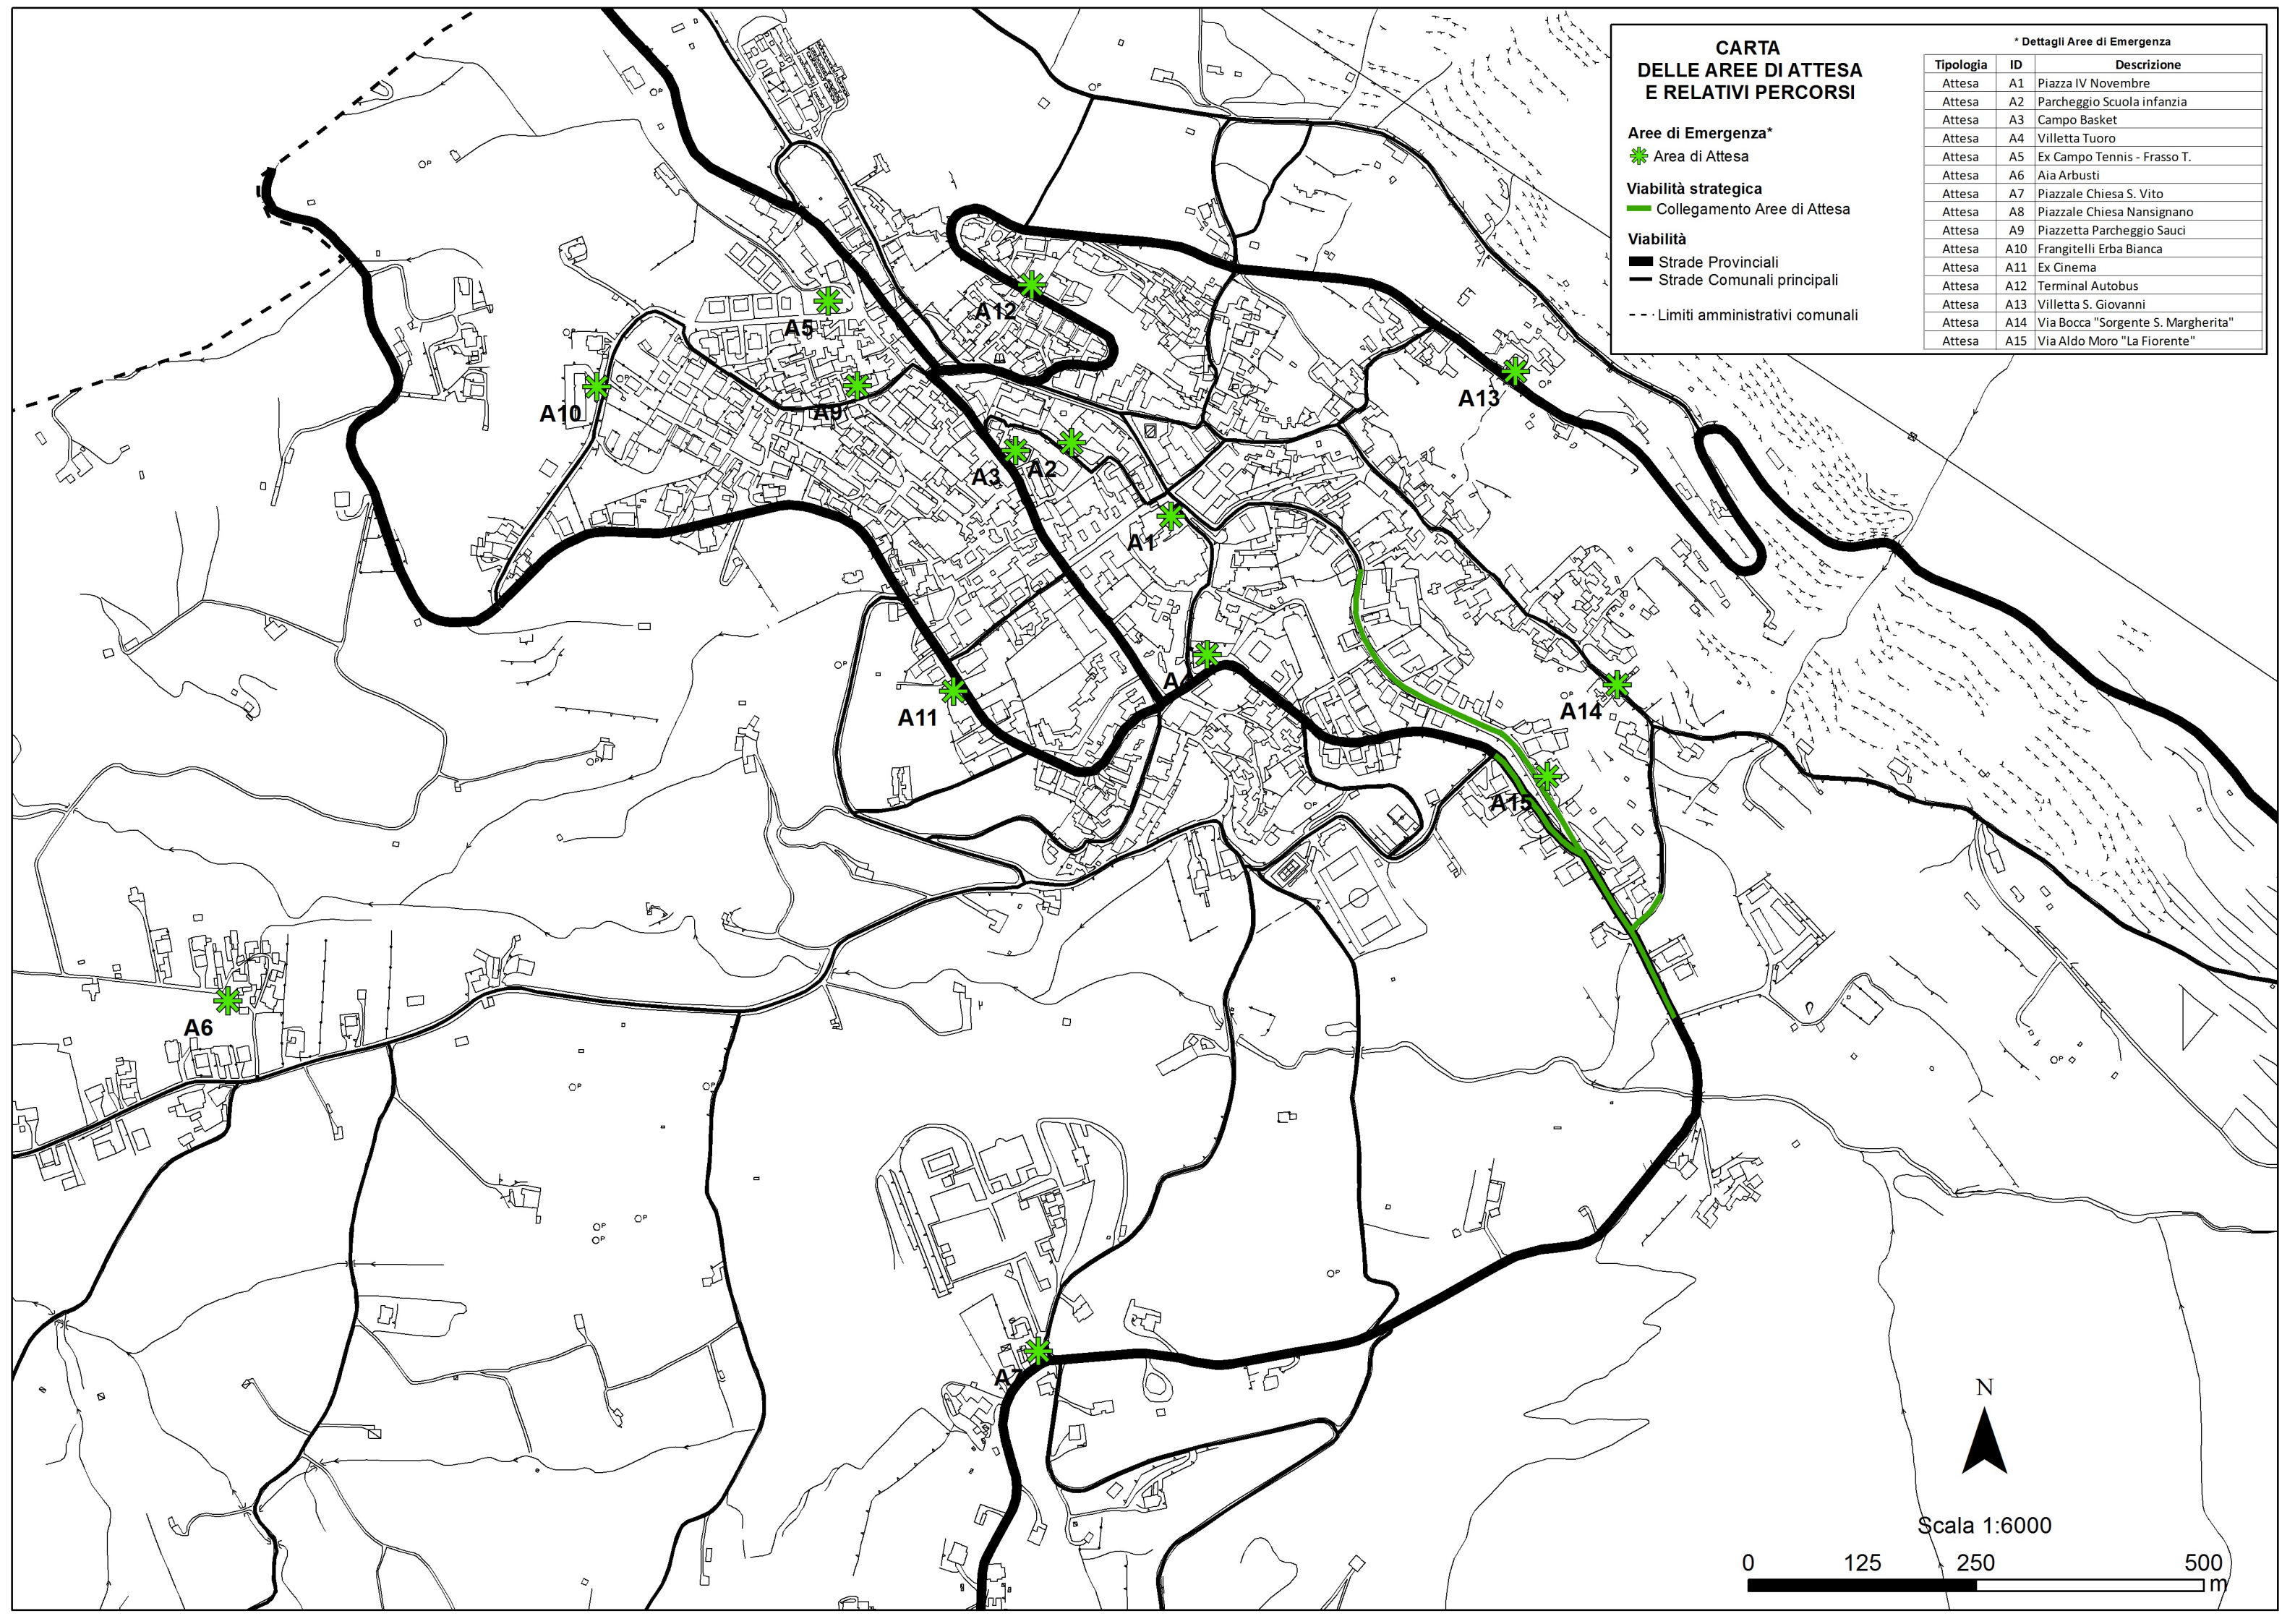 CARTA
DELLE AREE DI ATTESA
E RELATIVI PERCORSI
Aree di Emergenza*
Area di Attesa
Viabilità strategica
Collegamento Aree di Attesa
Viabilità
Strade Provinciali
Strade Comunali principali
Limiti amministrativi comunali
* Dettagli Aree di Emergenza
Tipologia ID Descrizione
Attesa A1 Piazza IV Novembre
Attesa A2 Parcheggio Scuola infanzia
Attesa A3 Campo Basket
Attesa A4 Villetta Tuoro
Attesa A5 Ex Campo Tennis - Frasso T.
Attesa A6 Aia Arbusti
Attesa A7 Piazzale Chiesa S. Vito
Attesa A8 Piazzale Chiesa Nansignano
Attesa A9 Piazzetta Parcheggio Sauci
Attesa A10 Frangitelli Erba Bianca
Attesa A11 Ex Cinema
Attesa A12 Terminal Autobus
Attesa A13 Villetta S. Giovanni
Attesa A14 Via Bocca "Sorgente S. Margherita"
Attesa A15 Via Aldo Moro "La Fiorente"
A12
A5
A13
A10
A9
A3
A2
A1
A4
A14
A11
A15
A6
A7
N
Scala 1:6000
0 125 250 500
m